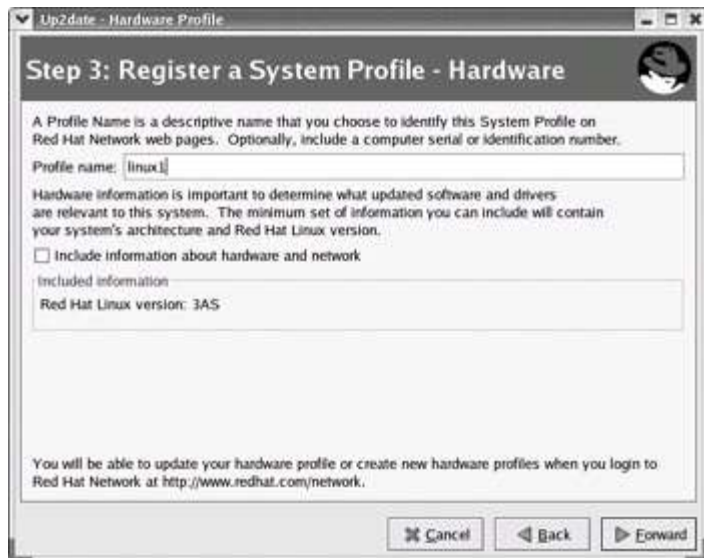 Up2date - Hardware Profile
Step 3: Register a System Profile - Hardware
A Profile Name is a descriptive name that you choose to identify this System Profile on
Red Hat Network web pages. Optionally, include a computer serial or identification number.
Profile name: linux1
Hardware information is important to determine what updated software and drivers
are relevant to this system. The minimum set of information you can include will contain
your system's architecture and Red Hat Linux version.
Include information about hardware and network
Included information
Red Hat Linux version: 3AS
You will be able to update your hardware profile or create new hardware profiles when you login to
Red Hat Network at http://www.redhat.com/network.
Cancel Back Forward